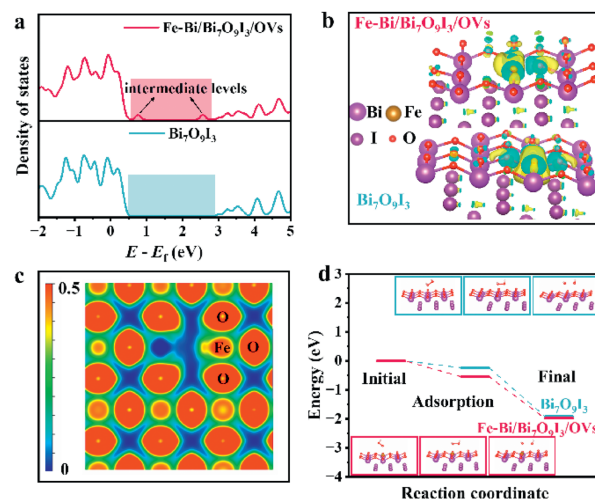 a
Fe-Bi/Bi₇O₉I₃/OVs
intermediate levels
Bi₇O₉I₃
Density of states
−2 −1 0 1 2 3 4 5
E - E_f (eV)
b
Fe-Bi/Bi₇O₉I₃/OVs
Bi Fe
I O
Bi₇O₉I₃
c
0.5
0
O
Fe O
O
d
3
2
1
0
−1
−2
−3
−4
Energy (eV)
Initial
Adsorption
Final
Bi₇O₉I₃
Fe-Bi/Bi₇O₉I₃/OVs
Reaction coordinate